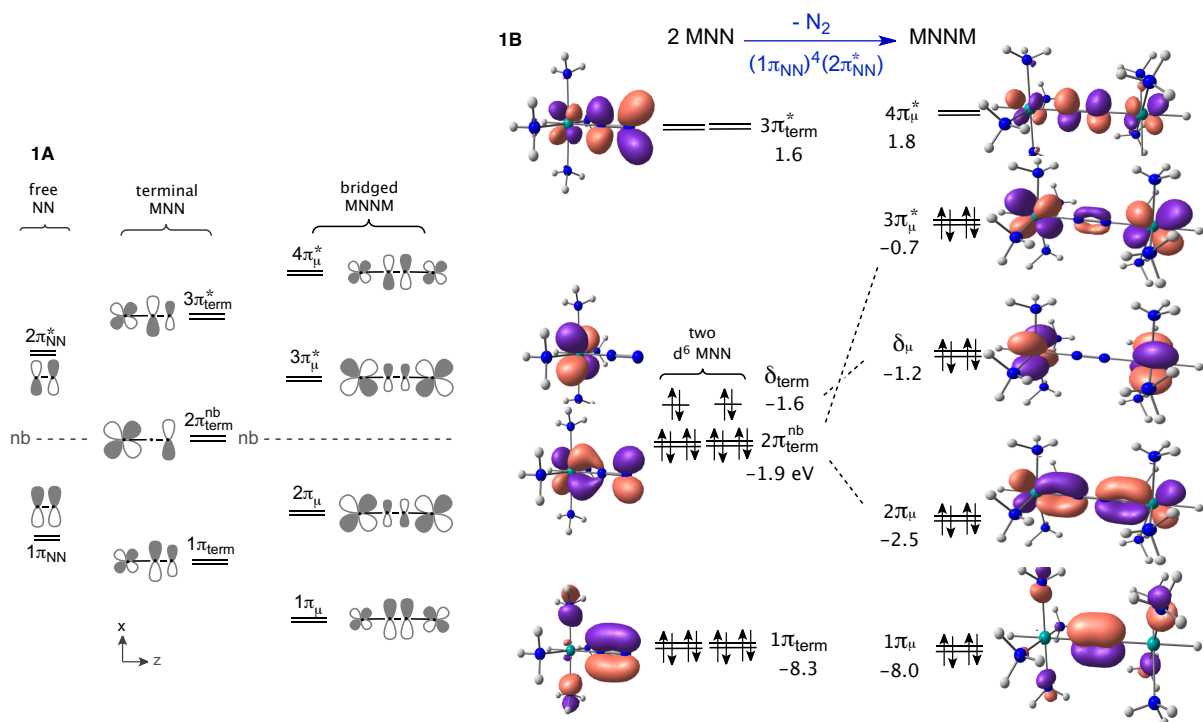 1A
free
NN
terminal
MNN
bridged
MNNM
4π*μ
3π*term
2π*NN
3π*μ
2πnbterm
nb
nb
2πμ
1πNN
1πterm
1πμ
x
z
1B
2 MNN
- N2
(1πNN)4(2π*NN)
MNNM
3π*term
1.6
4π*μ
1.8
3π*μ
−0.7
two
d6 MNN
δterm
−1.6
δμ
−1.2
2πnbterm
−1.9 eV
2πμ
−2.5
1πterm
−8.3
1πμ
−8.0